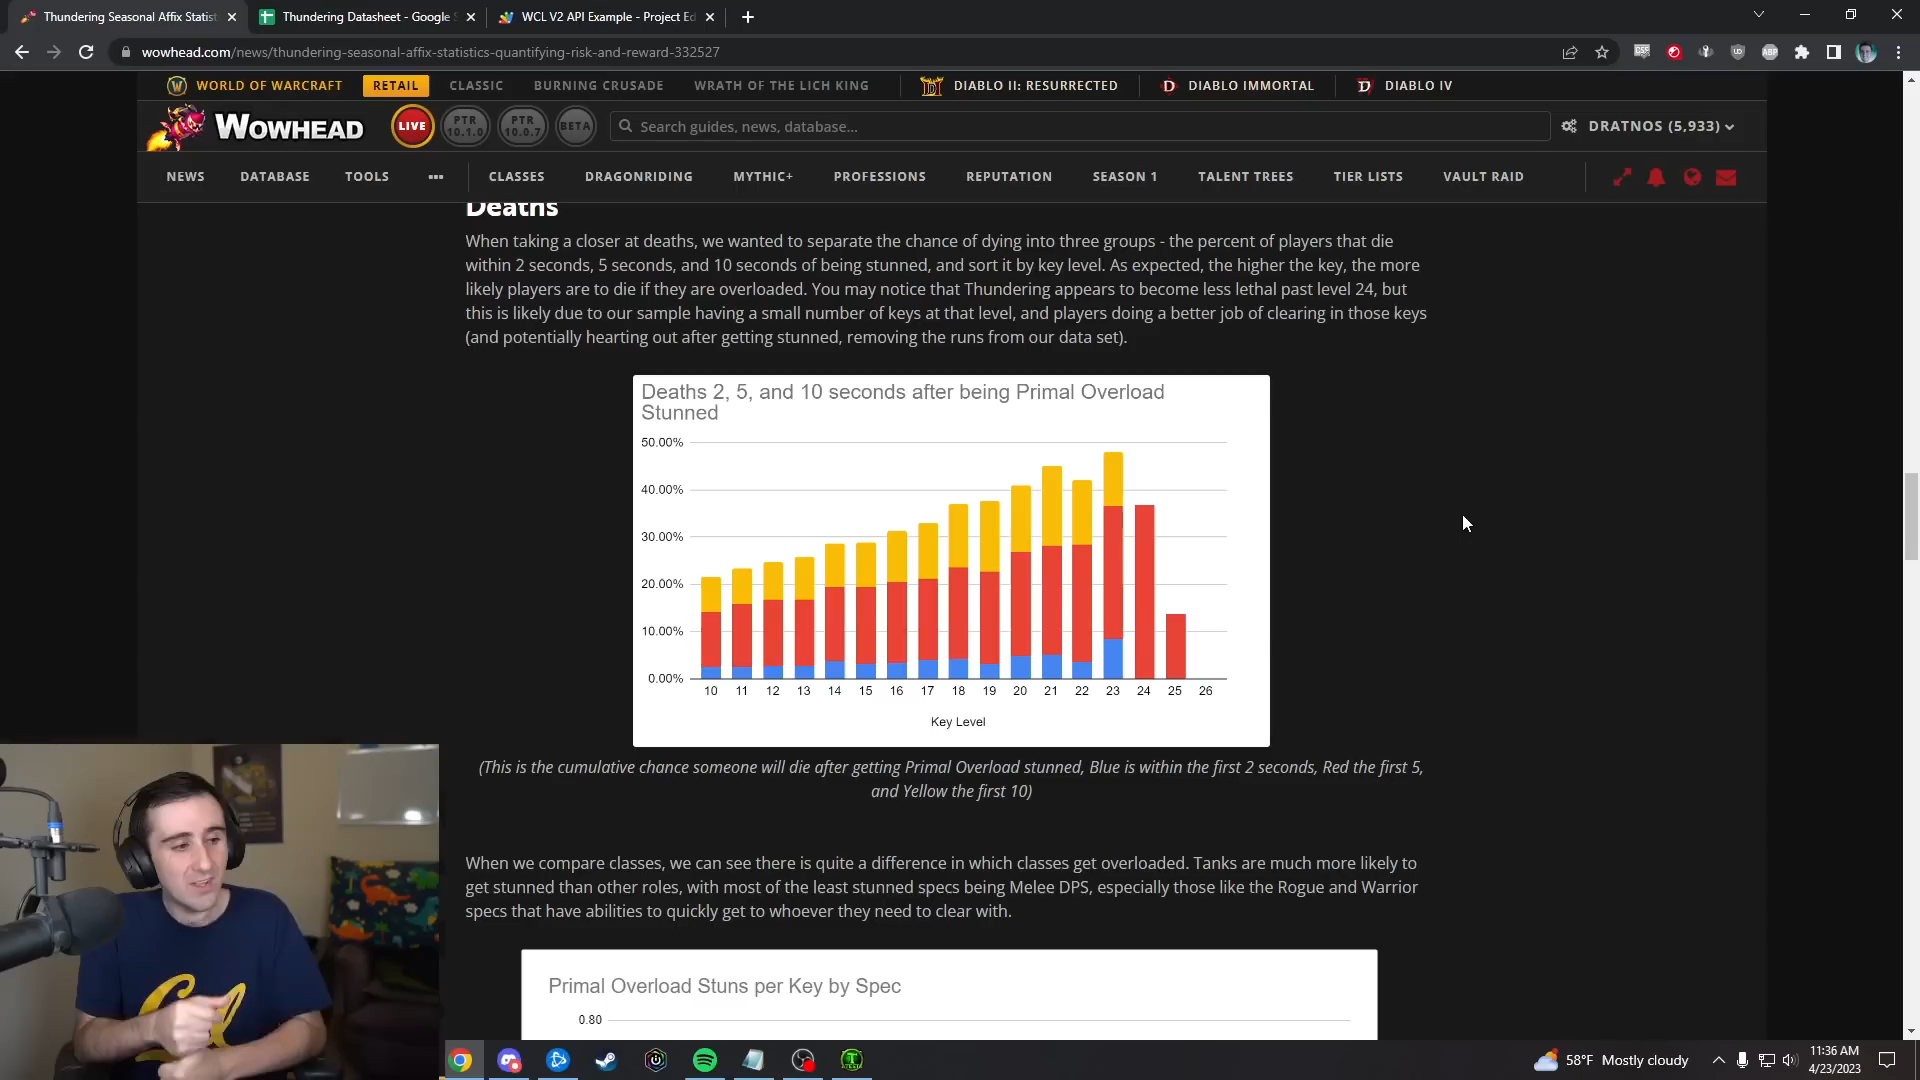 Thundering Seasonal Affix Statist
Thundering Datasheet - Google S
WCL V2 API Example - Project Ed
wowhead.com/news/thundering-seasonal-affix-statistics-quantifying-risk-and-reward-332527
WORLD OF WARCRAFT RETAIL CLASSIC BURNING CRUSADE WRATH OF THE LICH KING DIABLO II: RESURRECTED DIABLO IMMORTAL DIABLO IV
WOWHEAD LIVE PTR 10.1.0 PTR 10.0.7 BETA Search guides, news, database... DRATNOS (5,933)
NEWS DATABASE TOOLS ••• CLASSES DRAGONRIDING MYTHIC+ PROFESSIONS REPUTATION SEASON 1 TALENT TREES TIER LISTS VAULT RAID
Deaths
When taking a closer at deaths, we wanted to separate the chance of dying into three groups - the percent of players that die
within 2 seconds, 5 seconds, and 10 seconds of being stunned, and sort it by key level. As expected, the higher the key, the more
likely players are to die if they are overloaded. You may notice that Thundering appears to become less lethal past level 24, but
this is likely due to our sample having a small number of keys at that level, and players doing a better job of clearing in those keys
(and potentially hearting out after getting stunned, removing the runs from our data set).
Deaths 2, 5, and 10 seconds after being Primal Overload
Stunned
50.00%
40.00%
30.00%
20.00%
10.00%
0.00%
10 11 12 13 14 15 16 17 18 19 20 21 22 23 24 25 26
Key Level
(This is the cumulative chance someone will die after getting Primal Overload stunned, Blue is within the first 2 seconds, Red the first 5,
and Yellow the first 10)
When we compare classes, we can see there is quite a difference in which classes get overloaded. Tanks are much more likely to
get stunned than other roles, with most of the least stunned specs being Melee DPS, especially those like the Rogue and Warrior
specs that have abilities to quickly get to whoever they need to clear with.
Primal Overload Stuns per Key by Spec
0.80
Cal
58°F Mostly cloudy
11:36 AM
4/23/2023